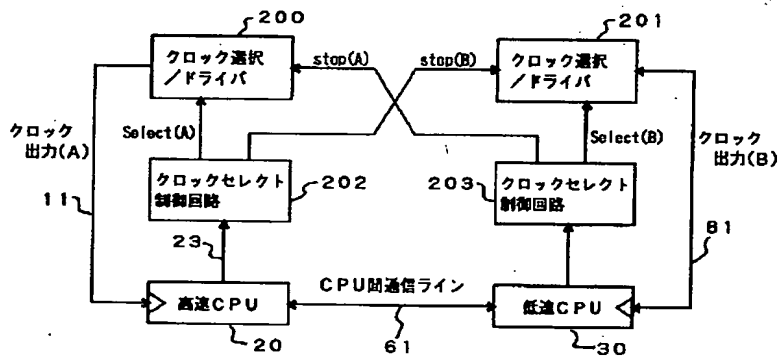 200
201
クロック選択
/ドライバ
stop(A)
stop(B)
クロック選択
/ドライバ
クロック
出力(A)
Select(A)
Select(B)
クロック
出力(B)
クロックセレクト
制御回路
202
203
クロックセレクト
制御回路
11
23
81
CPU間通信ライン
高速CPU
低速CPU
20
61
30